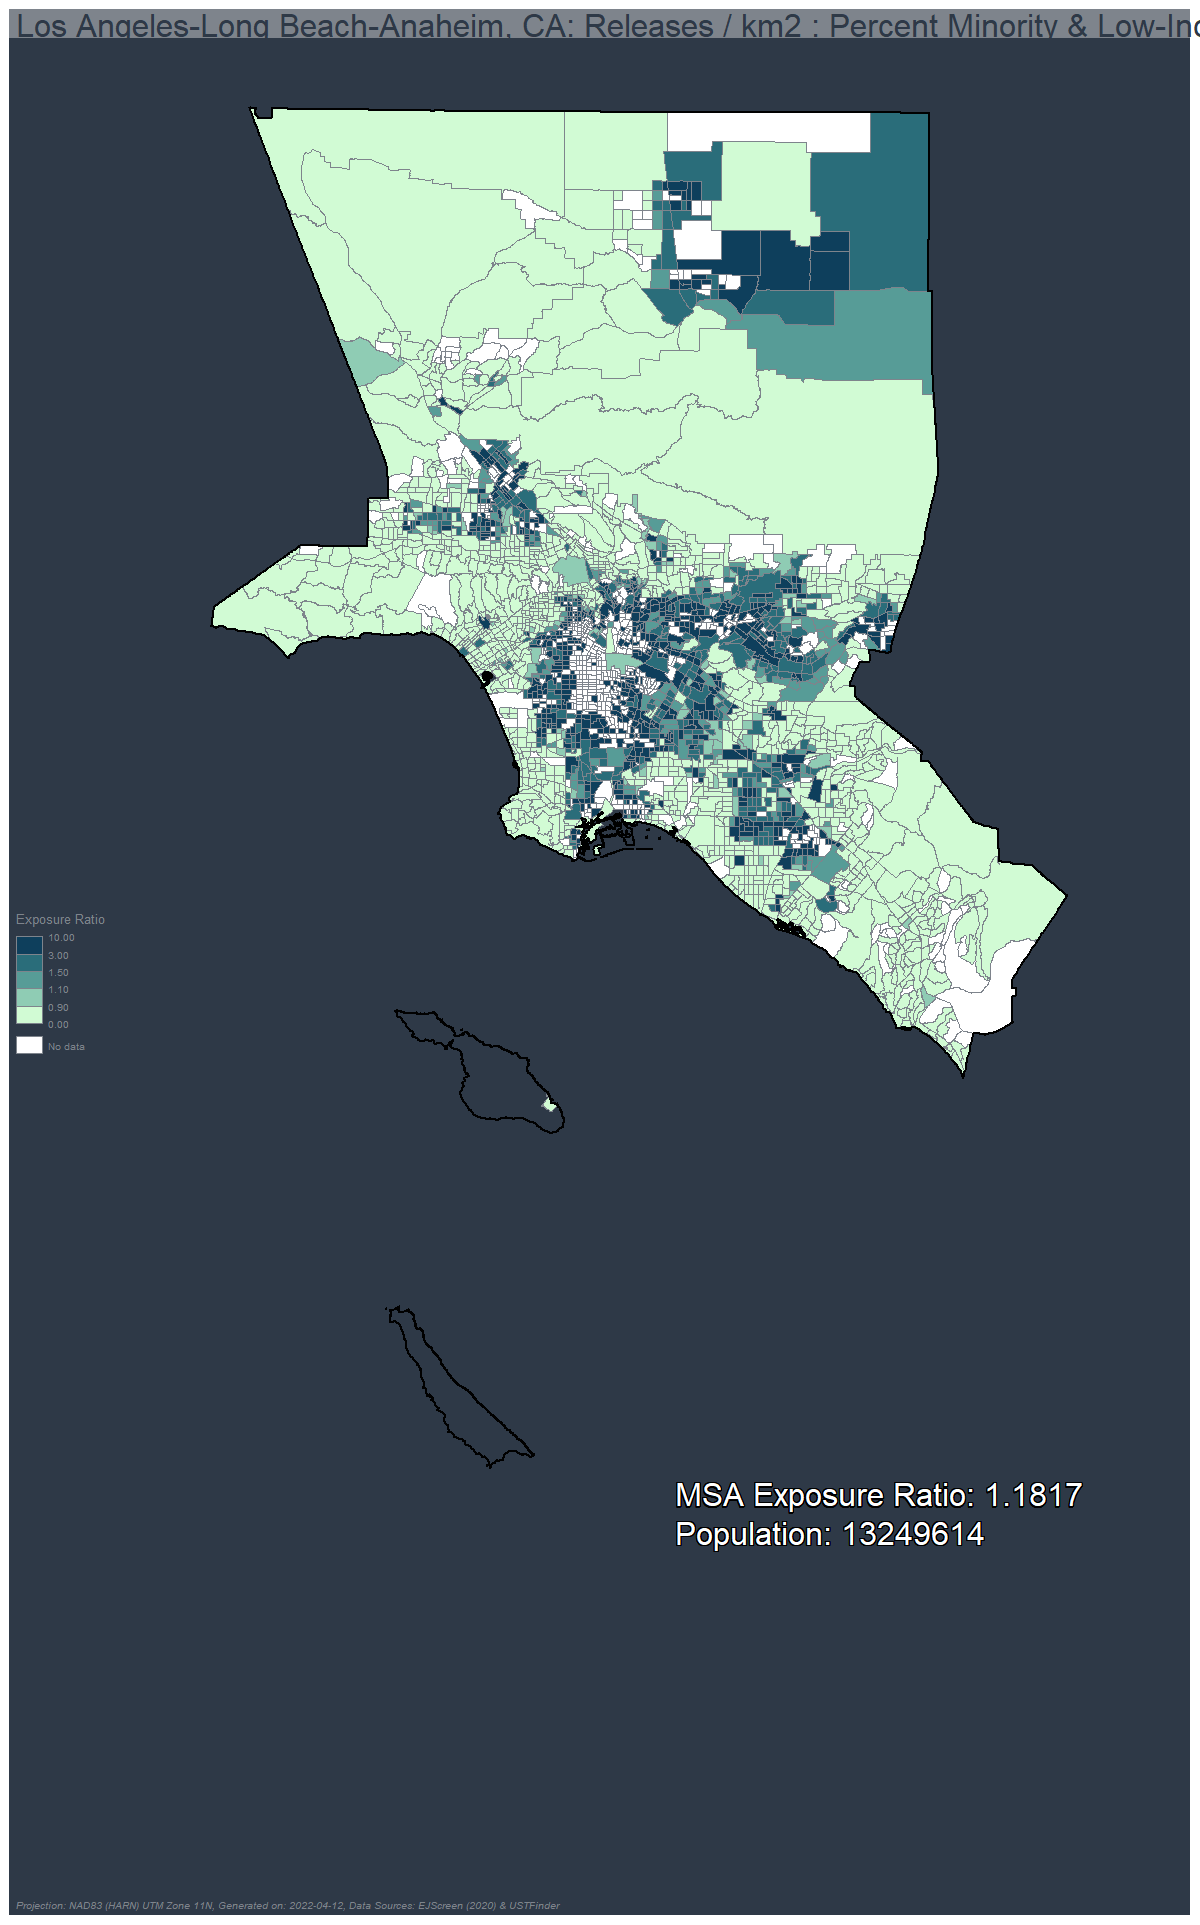 Los Angeles-Long Beach-Anaheim, CA: Releases / km2 : Percent Minority & Low-Inc
Exposure Ratio
10.00
3.00
1.50
1.10
0.90
0.00
No data
MSA Exposure Ratio: 1.1817
Population: 13249614
Projection: NAD83 (HARN) UTM Zone 11N, Generated on: 2022-04-12, Data Sources: EJScreen (2020) & USTFinder